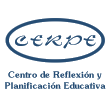 CERPE
Centro de Reflexión y
Planificación Educativa